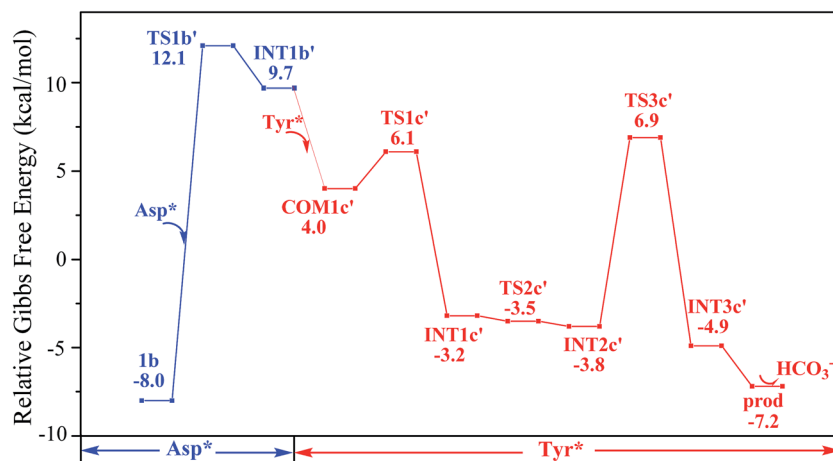 Relative Gibbs Free Energy (kcal/mol)
10
5
0
-5
-10
TS1b'
12.1
INT1b'
9.7
Tyr*
Asp*
1b
-8.0
COM1c'
4.0
TS1c'
6.1
INT1c'
-3.2
TS2c'
-3.5
INT2c'
-3.8
TS3c'
6.9
INT3c'
-4.9
HCO₃⁻
prod
-7.2
Asp*
Tyr*